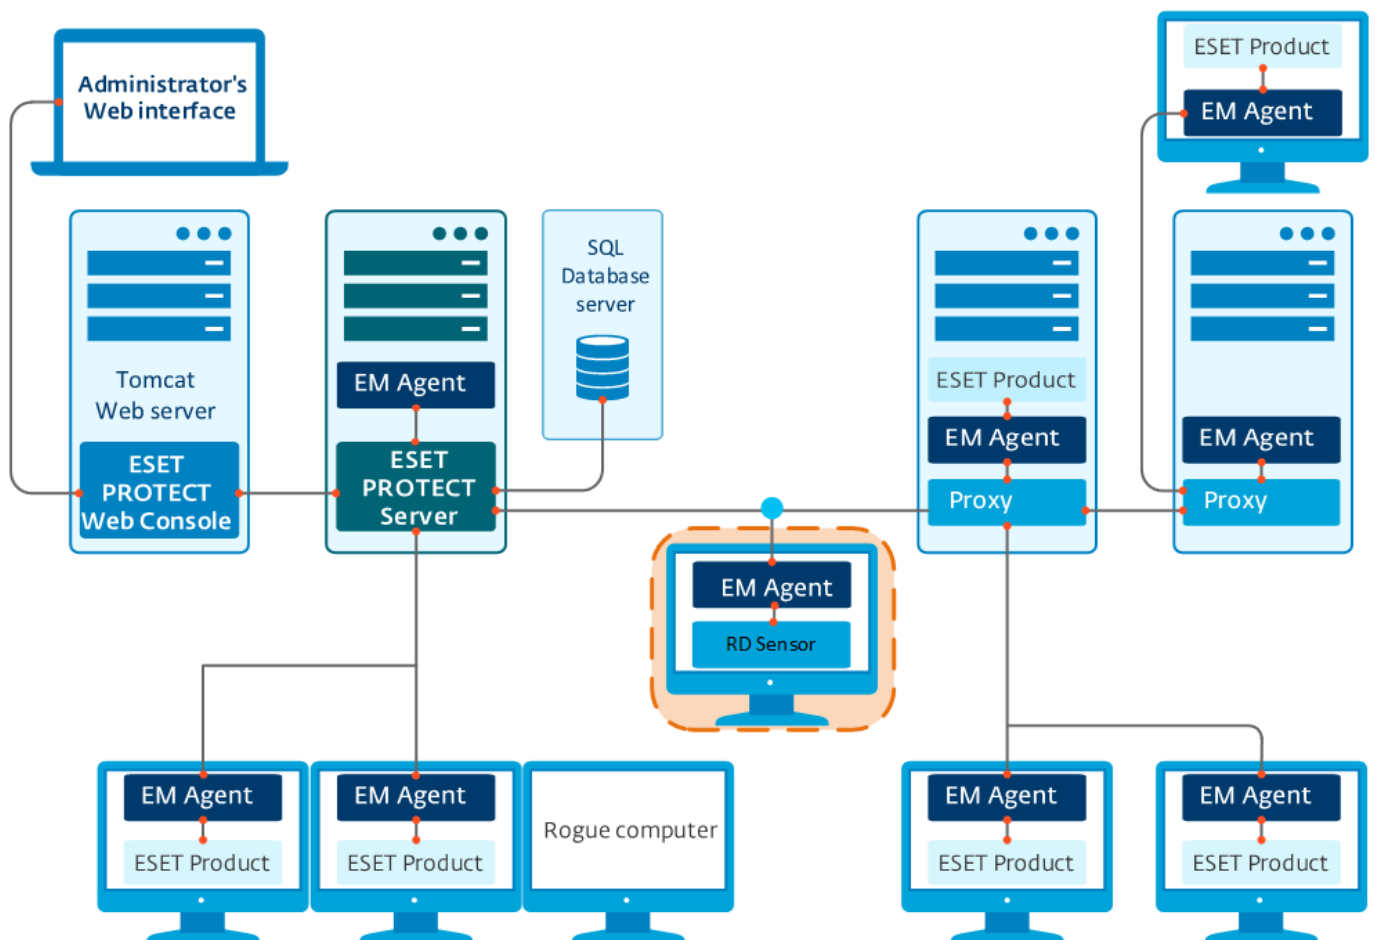 Administrator's
Web interface
ESET Product
EM Agent
Tomcat
Web server
ESET
PROTECT
Web Console
EM Agent
ESET
PROTECT
Server
SQL
Database
server
ESET Product
EM Agent
Proxy
EM Agent
Proxy
EM Agent
RD Sensor
EM Agent
ESET Product
EM Agent
ESET Product
Rogue computer
EM Agent
ESET Product
EM Agent
ESET Product